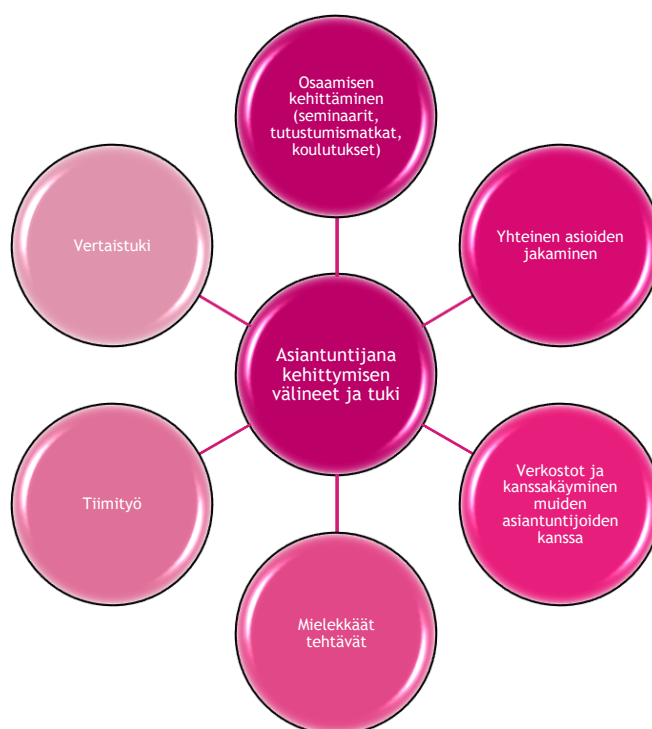 Osaamisen
kehittäminen
(seminaarit,
tutustumismatkat,
koulutukset)
Yhteinen asioiden
jakaminen
Verkostot ja
kanssakäyminen
muiden
asiantuntijoiden
kanssa
Mielekkäät
tehtävät
Tiimityö
Vertaistuki
Asiantuntijana
kehittymisen
välineet ja tuki